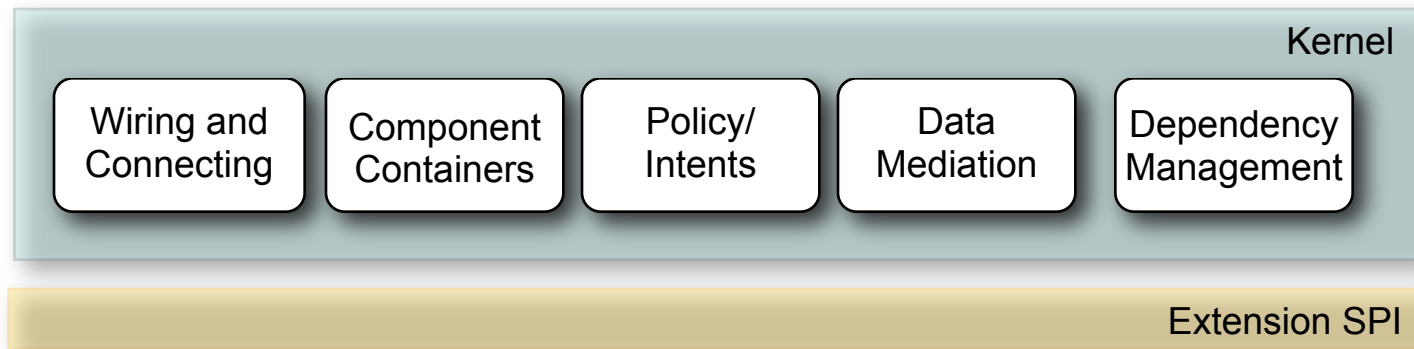 Kernel
Wiring and
Connecting
Component
Containers
Policy/
Intents
Data
Mediation
Dependency
Management
Extension SPI